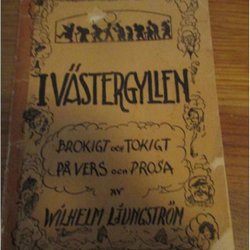 I VÄSTERGYLLEN
BROKIGT OCH TOKIGT
PÅ VERS OCH PROSA
AV
WILHELM LJUNGSTRÖM